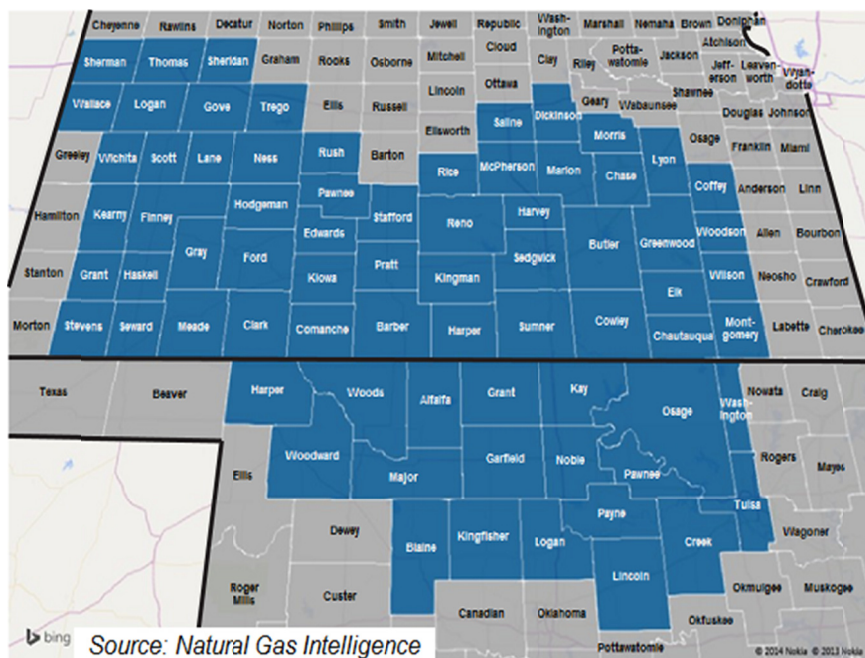 Cheyenne Rawlins Decatur Norton Phillips Smith Jewell Republic Wash-
ington Marshall Nemaha Brown Doniphan
Atchison
Sherman Thomas Sheridan Graham Rooks Osborne Mitchell Cloud Clay Riley Potta-
watomie Jackson Jeff-
erson Leaven-
worth Wyan-
dotte
Ottawa Shawnee
Wallace Logan Gove Trego Ellis Russell Lincoln Saline Dickinson Geary Wabaunsee Douglas Johnson
Ellsworth Morris Osage
Greeley Wichita Scott Lane Ness Rush Barton Rice McPherson Marion Chase Lyon Franklin Miami
Coffey Anderson Linn
Kearny Finney Hodgeman Pawnee Stafford Reno Harvey
Hamilton Gray Ford Edwards Pratt Sedgwick Butler Greenwood Woodson Allen Bourbon
Stanton Grant Haskell Kiowa Kingman Elk Wilson Neosho Crawford
Morton Stevens Seward Meade Clark Comanche Barber Harper Sumner Cowley Chautauqua Mont-
gomery Labette Cherokee
Texas Beaver Harper Woods Alfalfa Grant Kay Osage Wash-
ington Nowata Craig
Ellis Woodward Major Garfield Noble Pawnee Rogers Mayes
Dewey Blaine Kingfisher Logan Payne Creek Tulsa Wagoner
Roger
Mills Custer Lincoln Okmulgee Muskogee
Canadian Oklahoma Okfuskee
Pottawatomie
bing
Source: Natural Gas Intelligence
© 2014 Nokia © 2013 Nokia